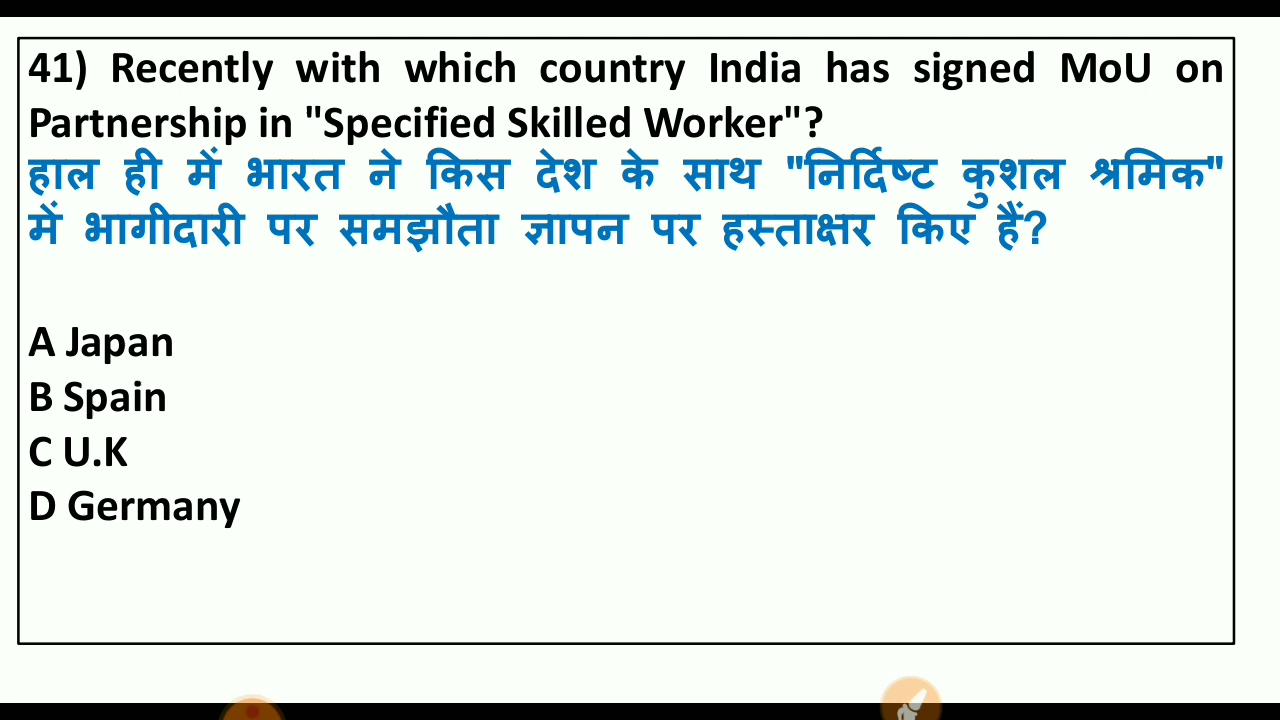 41) Recently with which country India has signed MoU on
Partnership in "Specified Skilled Worker"?
हाल ही में भारत ने किस देश के साथ "निर्दिष्ट कुशल श्रमिक"
में भागीदारी पर समझौता ज्ञापन पर हस्ताक्षर किए हैं?
A Japan
B Spain
C U.K
D Germany